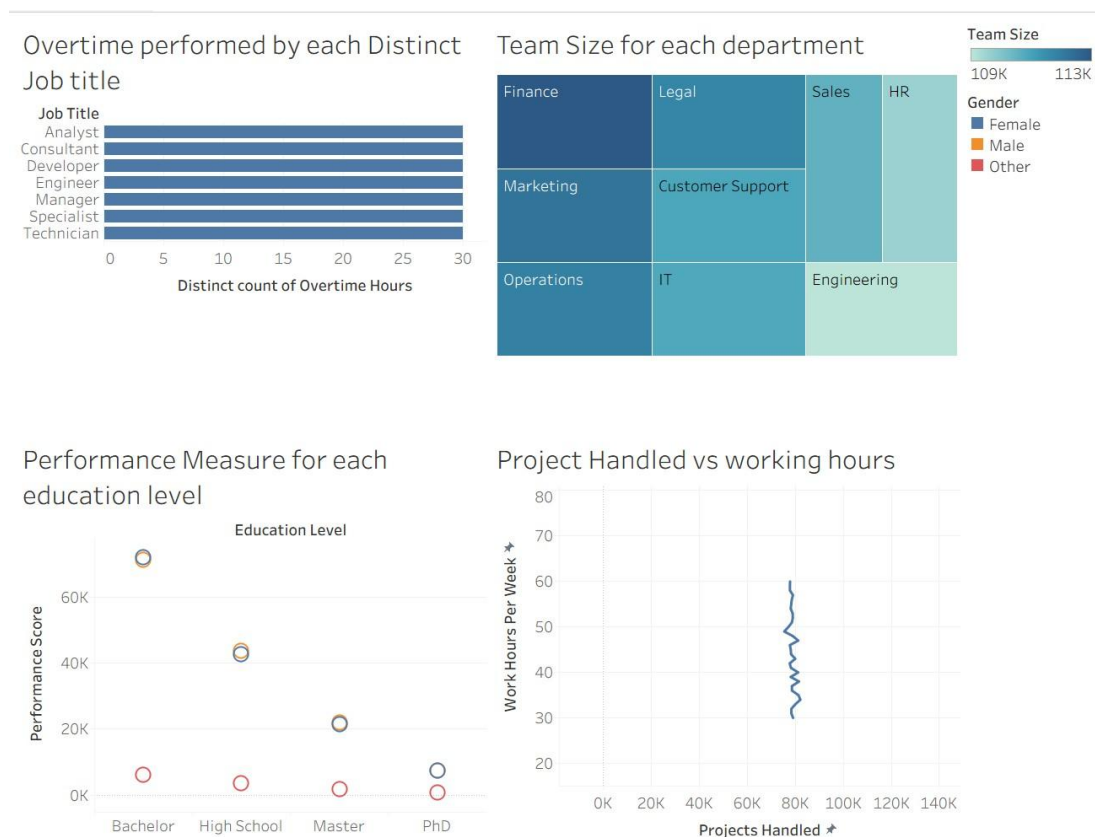 Overtime performed by each Distinct
Job title
Job Title
Analyst
Consultant
Developer
Engineer
Manager
Specialist
Technician
0 5 10 15 20 25 30
Distinct count of Overtime Hours
Team Size for each department
Finance
Legal
Sales
HR
Marketing
Customer Support
Operations
IT
Engineering
Team Size
109K 113K
Gender
Female
Male
Other
Performance Measure for each
education level
Education Level
Performance Score
60K
40K
20K
0K
Bachelor High School Master PhD
Project Handled vs working hours
Work Hours Per Week
80
70
60
50
40
30
20
0K 20K 40K 60K 80K 100K 120K 140K
Projects Handled